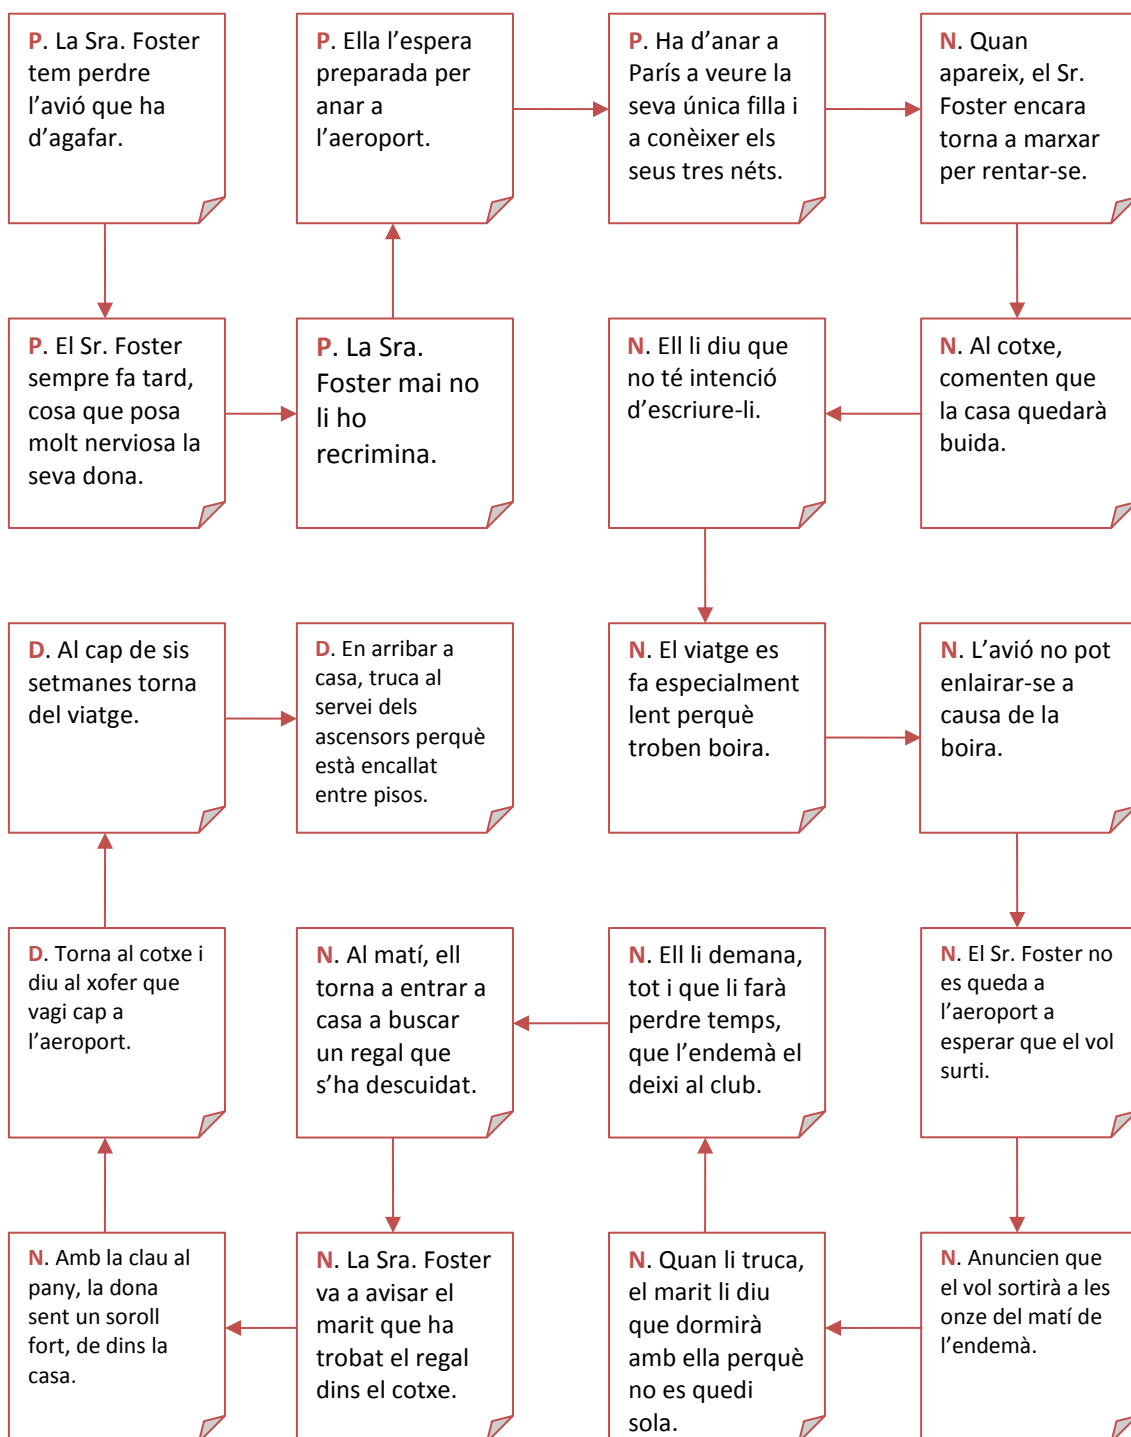 P. La Sra. Foster
tem perdre
l’avió que ha
d’agafar.
P. Ella l’espera
preparada per
anar a
l’aeroport.
P. Ha d’anar a
París a veure la
seva única filla i
a conèixer els
seus tres néts.
N. Quan
apareix, el Sr.
Foster encara
torna a marxar
per rentar-se.
P. El Sr. Foster
sempre fa tard,
cosa que posa
molt nerviosa la
seva dona.
P. La Sra.
Foster mai no
li ho
recrimina.
N. Ell li diu que
no té intenció
d’escriure-li.
N. Al cotxe,
comenten que
la casa quedarà
buida.
D. Al cap de sis
setmanes torna
del viatge.
D. En arribar a
casa, truca al
servei dels
ascensors perquè
està encallat
entre pisos.
N. El viatge es
fa especialment
lent perquè
troben boira.
N. L’avió no pot
enlairar-se a
causa de la
boira.
D. Torna al cotxe i
diu al xofer que
vagi cap a
l’aeroport.
N. Al matí, ell
torna a entrar a
casa a buscar
un regal que
s’ha descuidat.
N. Ell li demana,
tot i que li farà
perdre temps,
que l’endemà el
deixi al club.
N. El Sr. Foster no
es queda a
l’aeroport a
esperar que el vol
surti.
N. Amb la clau al
pany, la dona
sent un soroll
fort, de dins la
casa.
N. La Sra. Foster
va a avisar el
marit que ha
trobat el regal
dins el cotxe.
N. Quan li truca,
el marit li diu
que dormirà
amb ella perquè
no es quedi
sola.
N. Anuncien que
el vol sortirà a les
onze del matí de
l’endemà.